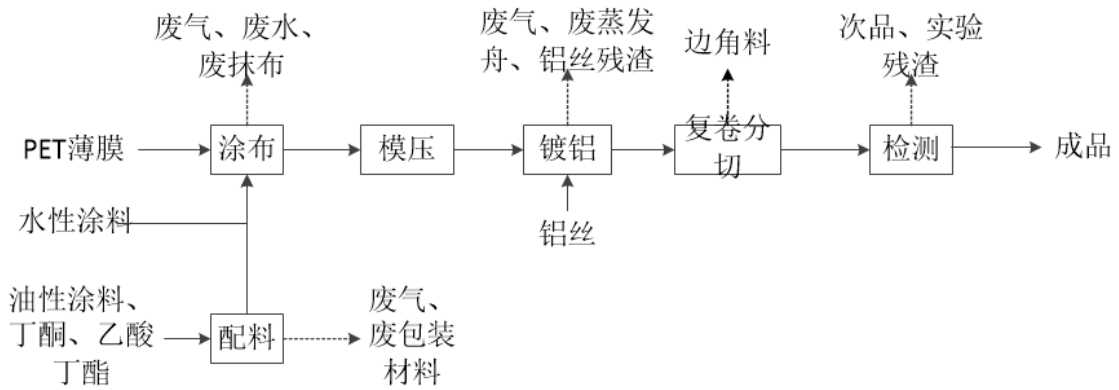 废气、废水、
废抹布
废气、废蒸发
舟、铝丝残渣
边角料
次品、实验
残渣
PET薄膜
涂布
模压
镀铝
复卷分
切
检测
成品
水性涂料
铝丝
油性涂料、
丁酮、乙酸
丁酯
配料
废气、
废包装
材料